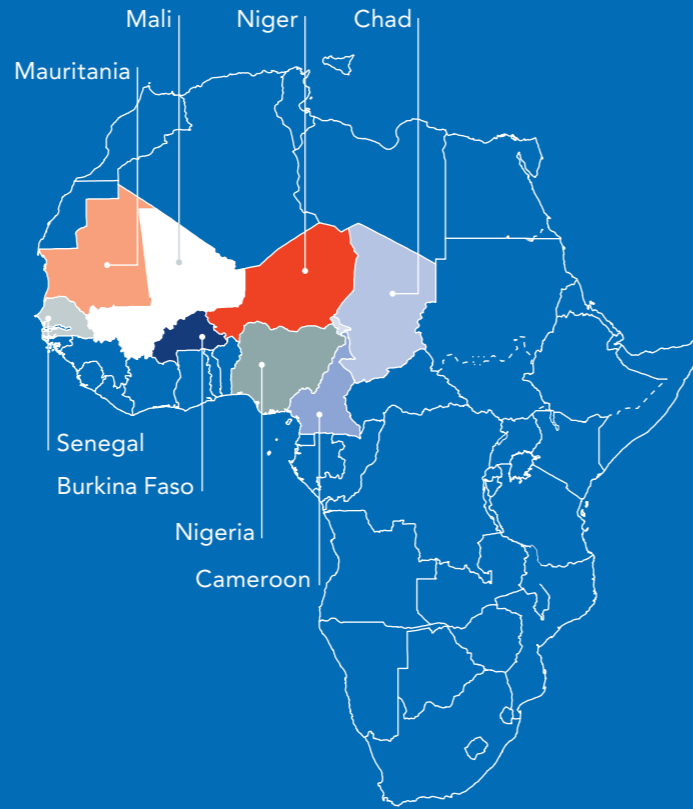 Mali
Niger
Chad
Mauritania
Senegal
Burkina Faso
Nigeria
Cameroon